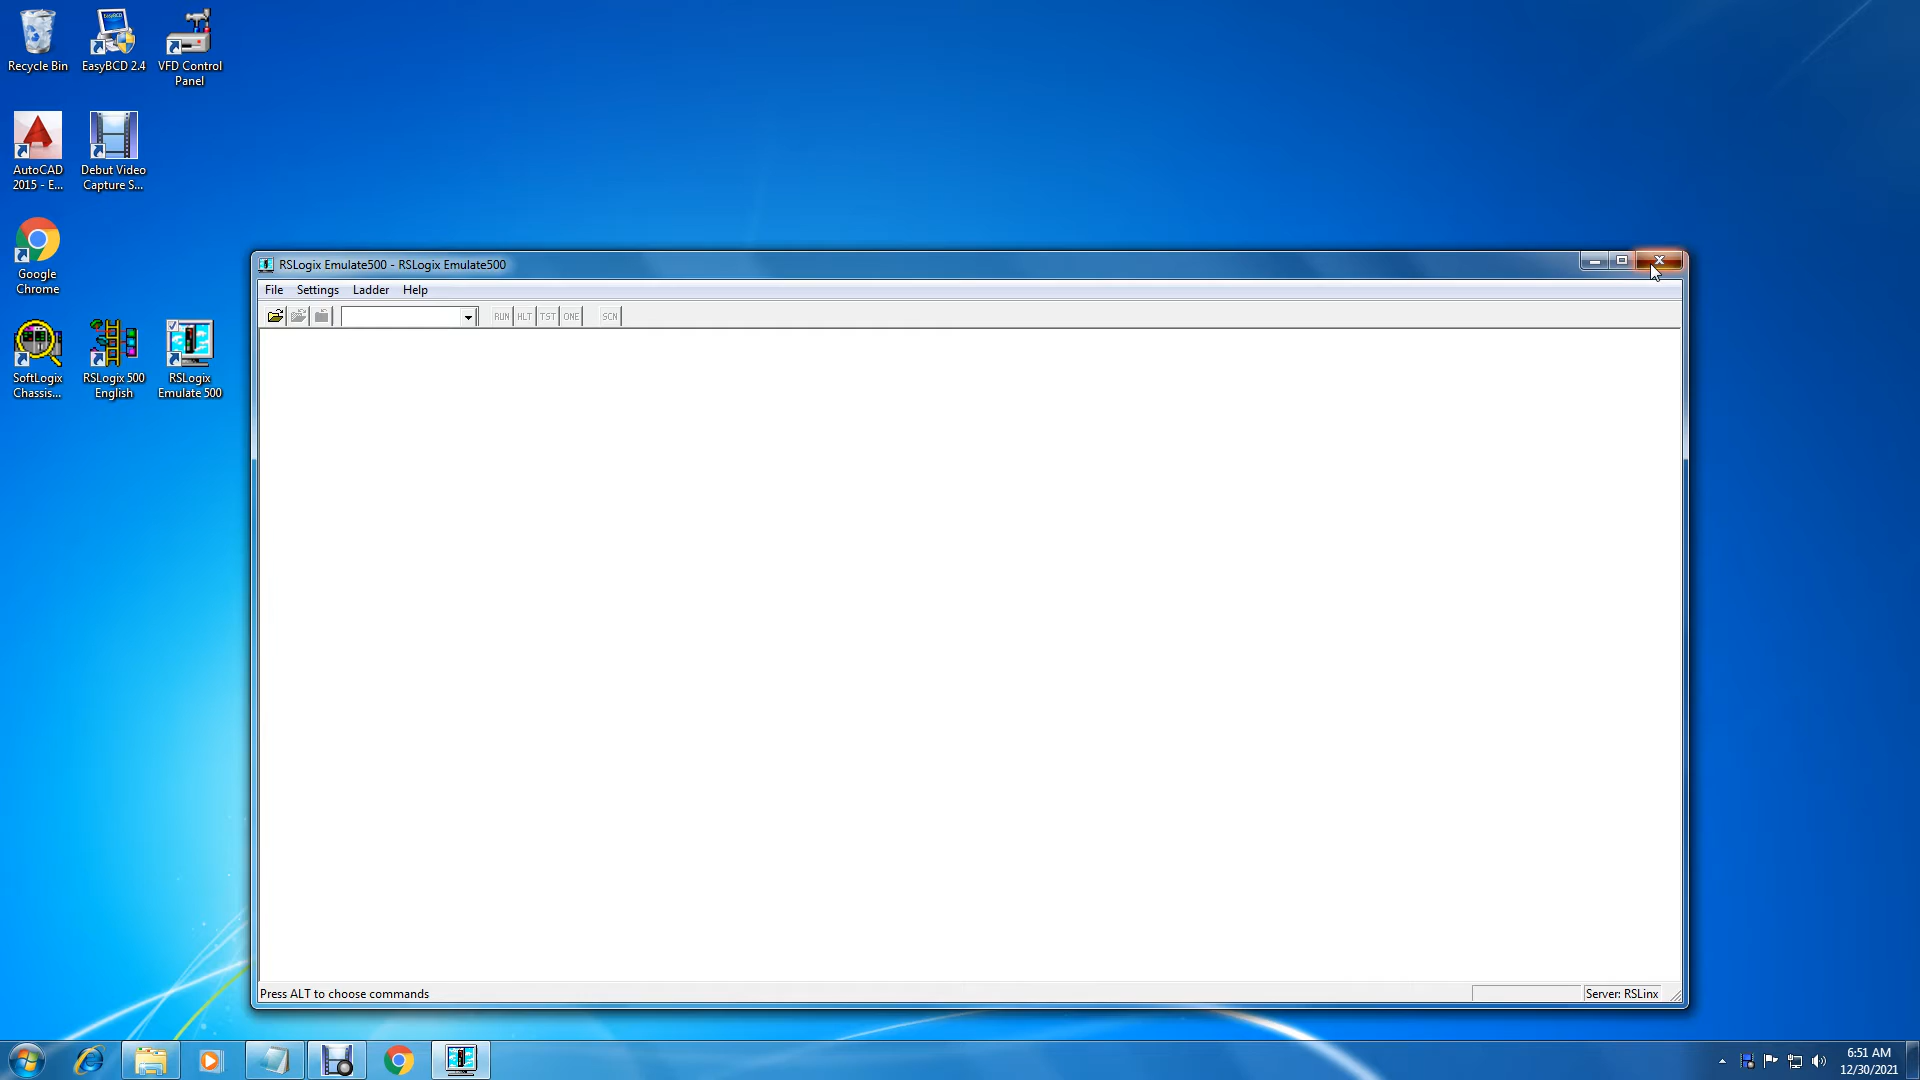 Recycle Bin
EasyBCD 2.4
VFD Control
Panel
AutoCAD
2015 - E...
Debut Video
Capture S...
Google
Chrome
SoftLogix
Chassis...
RSLogix 500
English
RSLogix
Emulate 500
RSLogix Emulate500 - RSLogix Emulate500
File Settings Ladder Help
RUN HLT TST ONE SCN
Press ALT to choose commands
Server: RSLinx
6:51 AM
12/30/2021